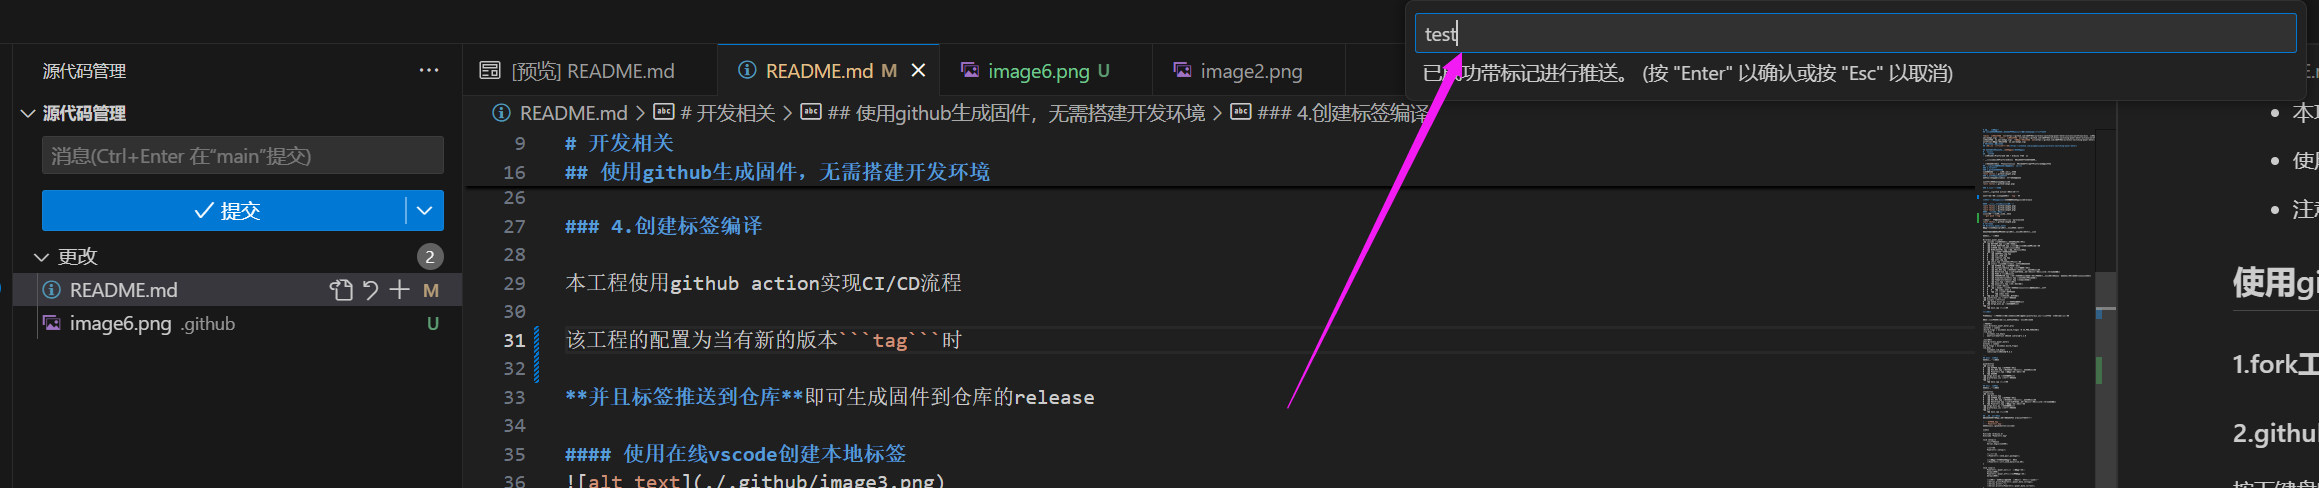 test
已成功带标记进行推送。 (按 "Enter" 以确认或按 "Esc" 以取消)
源代码管理
源代码管理
消息(Ctrl+Enter 在“main”提交)
提交
更改
2
README.md M
image6.png .github U
[预览] README.md
README.md M
image6.png U
image2.png
README.md > # 开发相关 > ## 使用github生成固件，无需搭建开发环境 > ### 4.创建标签编译
9 # 开发相关
16 ## 使用github生成固件，无需搭建开发环境
26
27 ### 4.创建标签编译
28
29 本工程使用github action实现CI/CD流程
30
31 该工程的配置为当有新的版本```tag```时
32
33 **并且标签推送到仓库**即可生成固件到仓库的release
34
35 #### 使用在线vscode创建本地标签
36 ![alt text](./.github/image3.png)
本
使用
注意
使用gi
1.fork工
2.githu
按下键盘